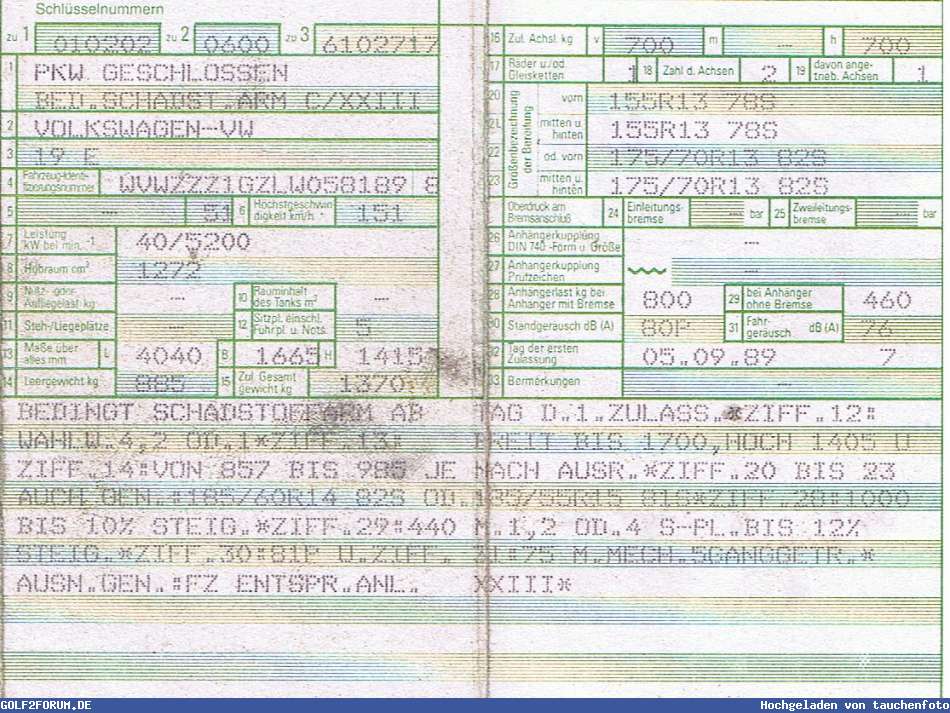 Schlüsselnummern
zu 1 010202 zu 2 0600 zu 3 6102717
1 PKW GESCHLOSSEN
BED.SCHADST.ARM C/XXIII
2 VOLKSWAGEN-VW
3 19 E
4 Fahrzeug-Identifizierungsnummer WVWZZZ1GZLW058189 8
5 ---- 51 6 Höchstgeschwindigkeit km/h 151
7 Leistung kW bei min.-1 40/5200
8 Hubraum cm³ 1272
9 Nutz- oder Aufliegelast kg ---- 10 Rauminhalt des Tanks m³ ----
11 Steh-/Liegeplätze ---- 12 Sitzpl. einschl. Führpl. u. Nots. 5
13 Maße über alles mm L 4040 B 1665 H 1415
14 Leergewicht kg 885 15 Zul. Gesamtgewicht kg 1370
16 Zul. Achsl. kg v 700 m ---- h 700
17 Räder u./od. Gleisketten 1 18 Zahl d. Achsen 2 19 davon angetrieb. Achsen 1
Größenbezeichnung der Bereifung
20 vorn 155R13 78S
21 mitten u. hinten 155R13 78S
22 od. vorn 175/70R13 82S
23 mitten u. hinten 175/70R13 82S
Überdruck am Bremsanschluß 24 Einleitungsbremse ---- bar 25 Zweileitungsbremse ---- bar
26 Anhängerkupplung DIN 740 -Form u. Größe ----
27 Anhängerkupplung Prüfzeichen ----
28 Anhängerlast kg bei Anhänger mit Bremse 800 29 bei Anhänger ohne Bremse 460
30 Standgeräusch dB (A) 80P 31 Fahrgeräusch dB (A) 76
32 Tag der ersten Zulassung 05.09.89 7
33 Bemerkungen ----
BEDINGT SCHADSTOFFARM AB TAG D.1.ZULASS.*ZIFF.12:
WAHLW.4,2 OD.1*ZIFF.13: BREIT BIS 1700,HOCH 1405 U
ZIFF.14:VON 857 BIS 985 JE NACH AUSR.*ZIFF.20 BIS 23
AUCH GEN.:185/60R14 82S OD.185/55R15 81S*ZIFF.28:1000
BIS 10% STEIG.*ZIFF.29:440 M.1,2 OD.4 S-PL.BIS 12%
STEIG.*ZIFF.30:81P U.ZIFF. 31:75 M.MECH.5GANGGETR.*
AUSN.GEN.:FZ ENTSPR.ANL. XXIII*
GOLF2FORUM.DE Hochgeladen von tauchenfoto